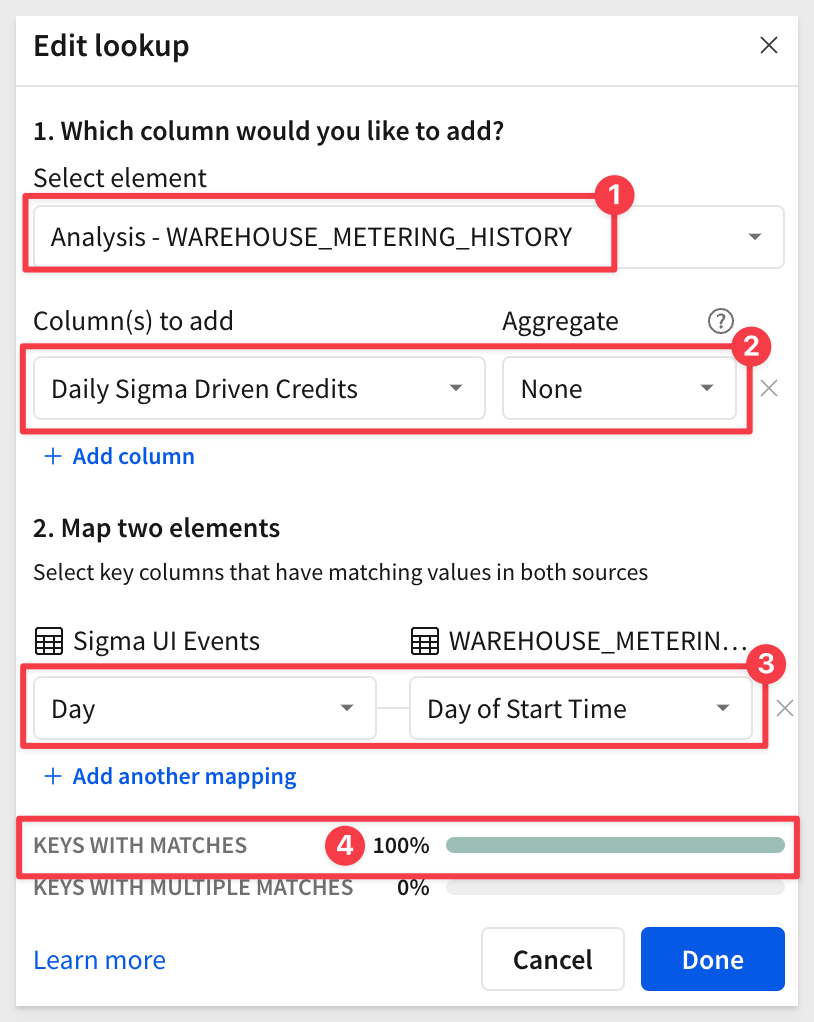 Edit lookup
1. Which column would you like to add?
Select element
1
Analysis - WAREHOUSE_METERING_HISTORY
Column(s) to add Aggregate ?
2
Daily Sigma Driven Credits None
+ Add column
2. Map two elements
Select key columns that have matching values in both sources
Sigma UI Events WAREHOUSE_METERIN...
3
Day Day of Start Time
+ Add another mapping
KEYS WITH MATCHES 4 100%
KEYS WITH MULTIPLE MATCHES 0%
Learn more Cancel Done